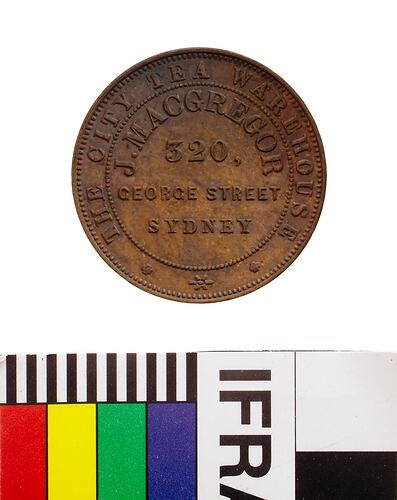 THE CITY TEA WAREHOUSE
J. MACGREGOR
320,
GEORGE STREET
SYDNEY
IFRA